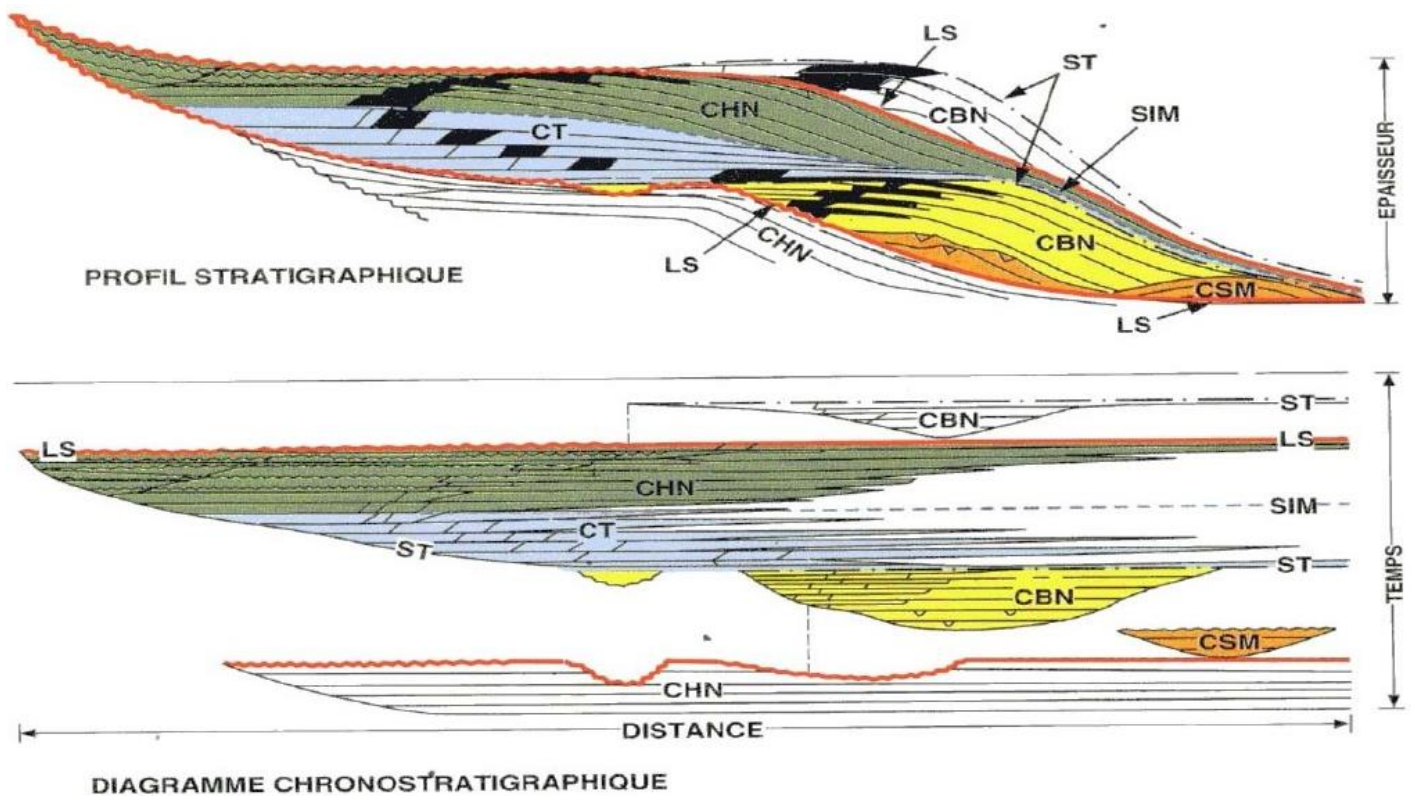 LS
ST
CBN
SIM
CHN
CT
EPAISSEUR
CBN
CHN
LS
PROFIL STRATIGRAPHIQUE
CSM
LS
ST
CBN
LS
LS
CHN
SIM
CT
ST
ST
CBN
TEMPS
CSM
CHN
DISTANCE
DIAGRAMME CHRONOSTRATIGRAPHIQUE